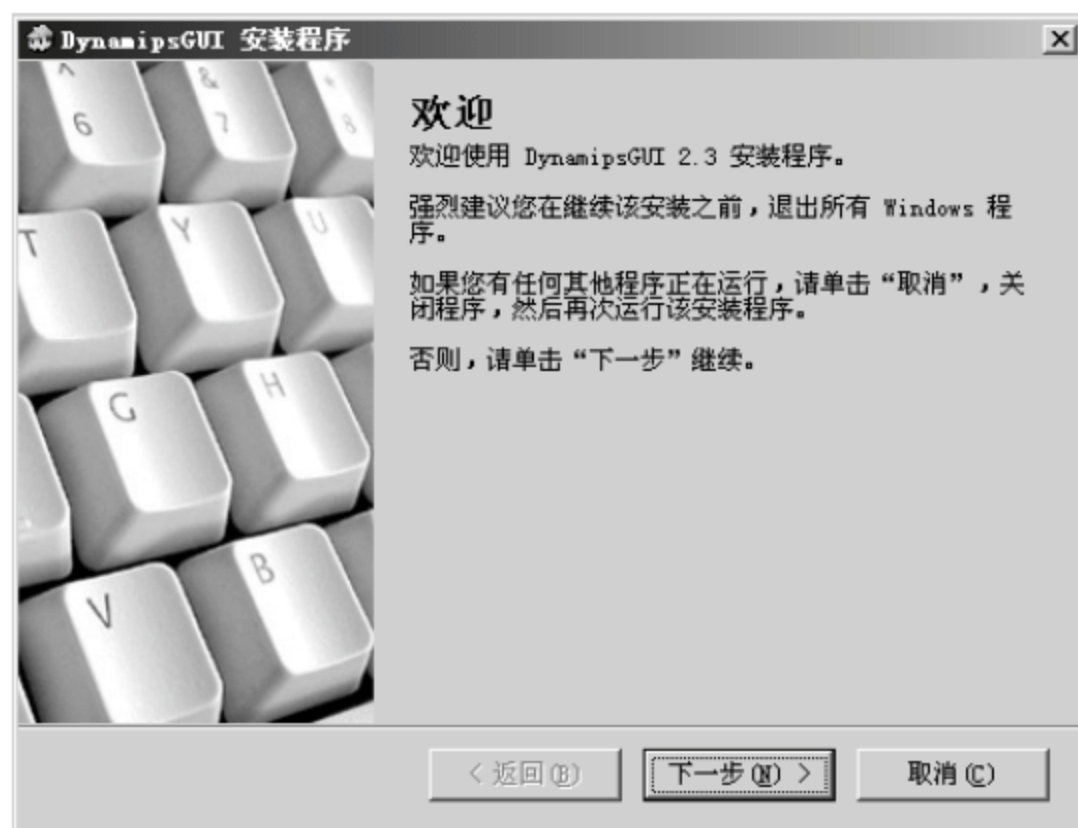 DynamipsGUI 安装程序
^
6
&
7
*
8
T
Y
U
G
H
V
B
欢迎
欢迎使用 DynamipsGUI 2.3 安装程序。
强烈建议您在继续该安装之前，退出所有 Windows 程
序。
如果您有任何其他程序正在运行，请单击“取消”，关
闭程序，然后再次运行该安装程序。
否则，请单击“下一步”继续。
< 返回(B)
下一步(N) >
取消(C)